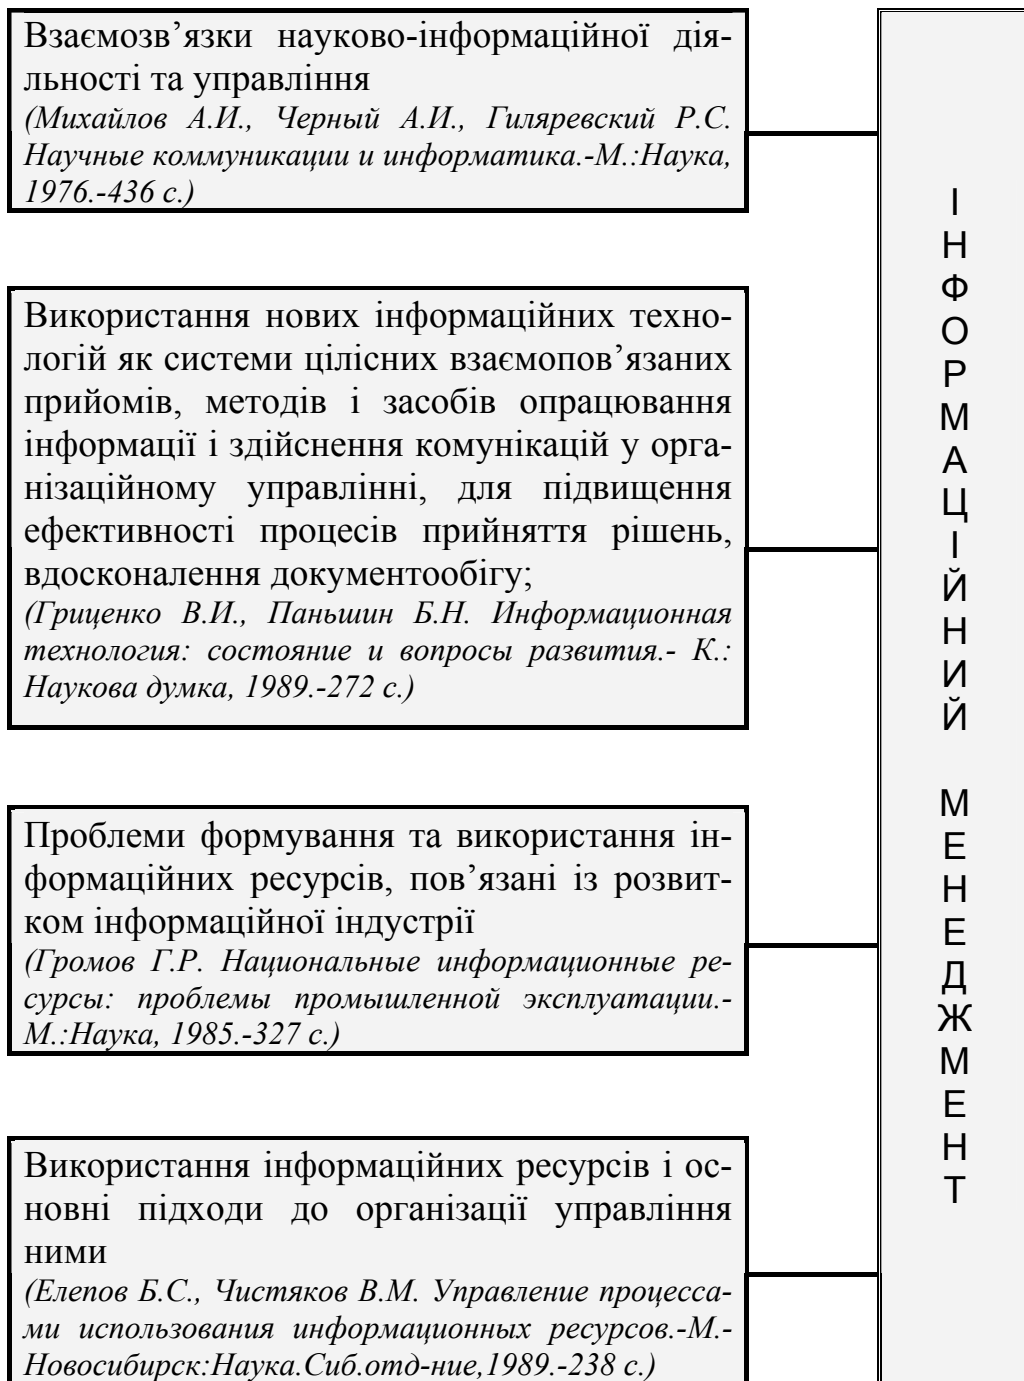 Взаємозв’язки науково-інформаційної дія-
льності та управління
(Михайлов А.И., Черный А.И., Гиляревский Р.С.
Научные коммуникации и информатика.-М.:Наука,
1976.-436 с.)
Використання нових інформаційних техно-
логій як системи цілісних взаємопов’язаних
прийомів, методів і засобів опрацювання
інформації і здійснення комунікацій у орга-
нізаційному управлінні, для підвищення
ефективності процесів прийняття рішень,
вдосконалення документообігу;
(Гриценко В.И., Паньшин Б.Н. Информационная
технология: состояние и вопросы развития.- К.:
Наукова думка, 1989.-272 с.)
Проблеми формування та використання ін-
формаційних ресурсів, пов’язані із розвит-
ком інформаційної індустрії
(Громов Г.Р. Национальные информационные ре-
сурсы: проблемы промышленной эксплуатации.-
М.:Наука, 1985.-327 с.)
Використання інформаційних ресурсів і ос-
новні підходи до організації управління
ними
(Елепов Б.С., Чистяков В.М. Управление процесса-
ми использования информационных ресурсов.-М.-
Новосибирск:Наука.Сиб.отд-ние,1989.-238 с.)
І
Н
Ф
О
Р
М
А
Ц
І
Й
Н
И
Й
М
Е
Н
Е
Д
Ж
М
Е
Н
Т